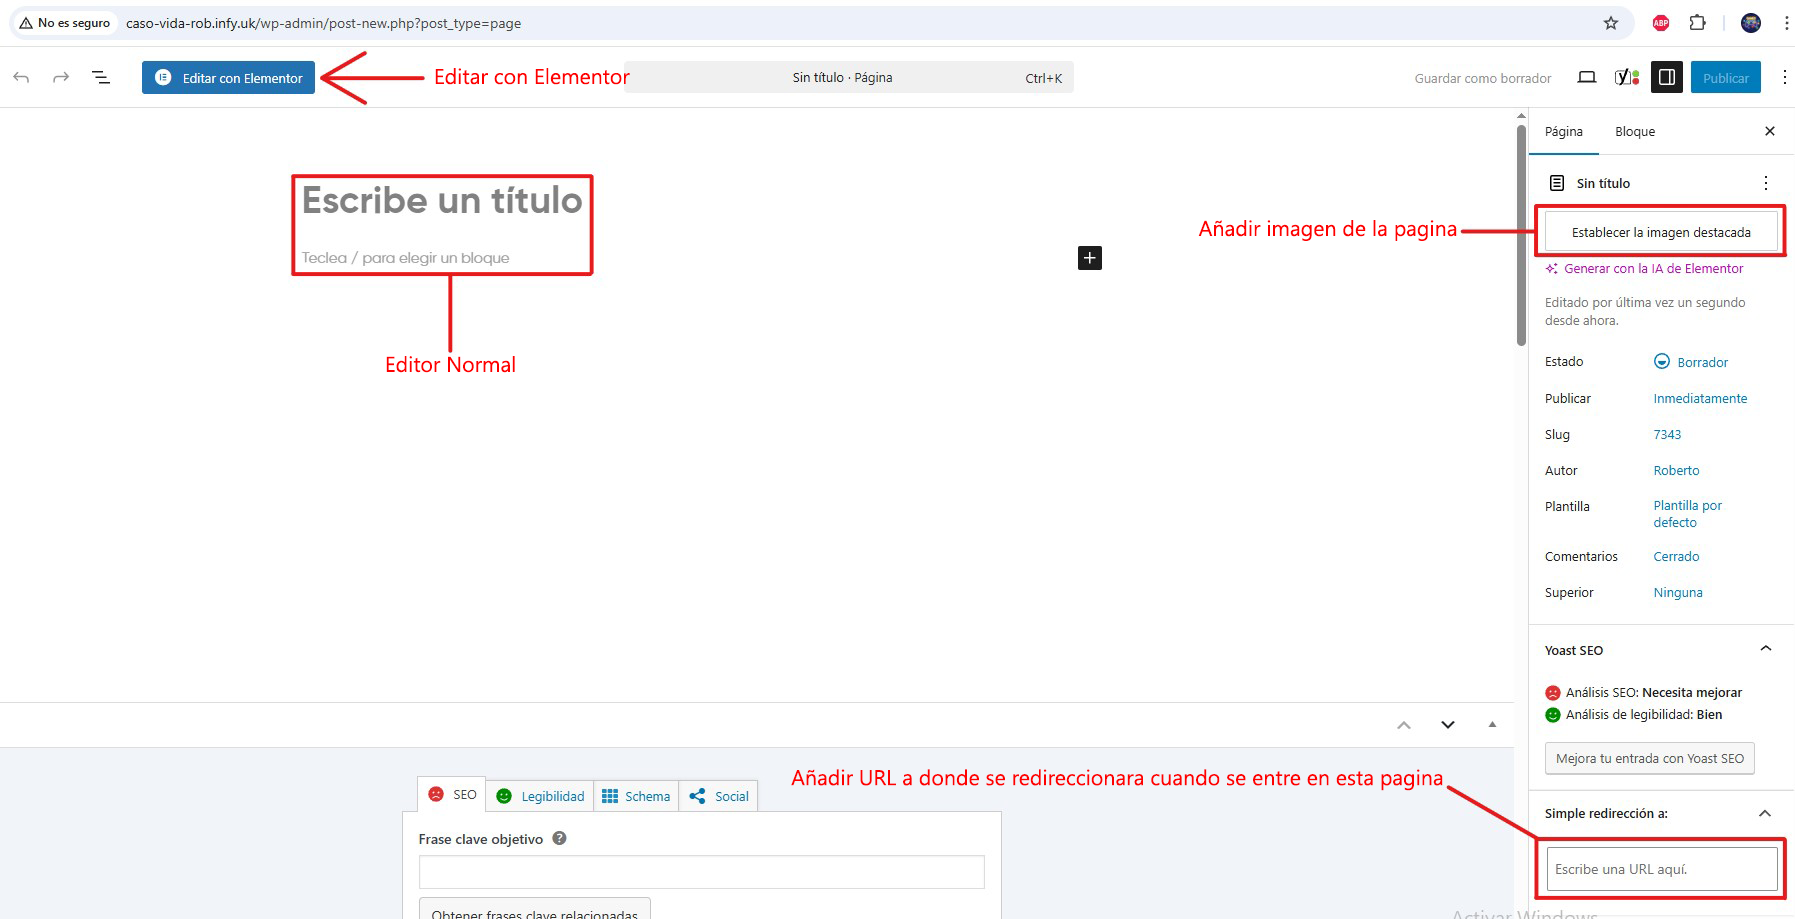 No es seguro
caso-vida-rob.infy.uk/wp-admin/post-new.php?post_type=page
ABP
Editar con Elementor
Editar con Elementor
Sin título · Página
Ctrl+K
Guardar como borrador
Publicar
Página
Bloque
Sin título
Escribe un título
Teclea / para elegir un bloque
Editor Normal
Añadir imagen de la pagina
Establecer la imagen destacada
Generar con la IA de Elementor
Editado por última vez un segundo
desde ahora.
Estado
Borrador
Publicar
Inmediatamente
Slug
7343
Autor
Roberto
Plantilla
Plantilla por
defecto
Comentarios
Cerrado
Superior
Ninguna
Yoast SEO
Análisis SEO: Necesita mejorar
Análisis de legibilidad: Bien
Mejora tu entrada con Yoast SEO
Añadir URL a donde se redireccionara cuando se entre en esta pagina
Simple redirección a:
Escribe una URL aquí.
SEO
Legibilidad
Schema
Social
Frase clave objetivo
Obtener frases clave relacionadas
Activar Windows